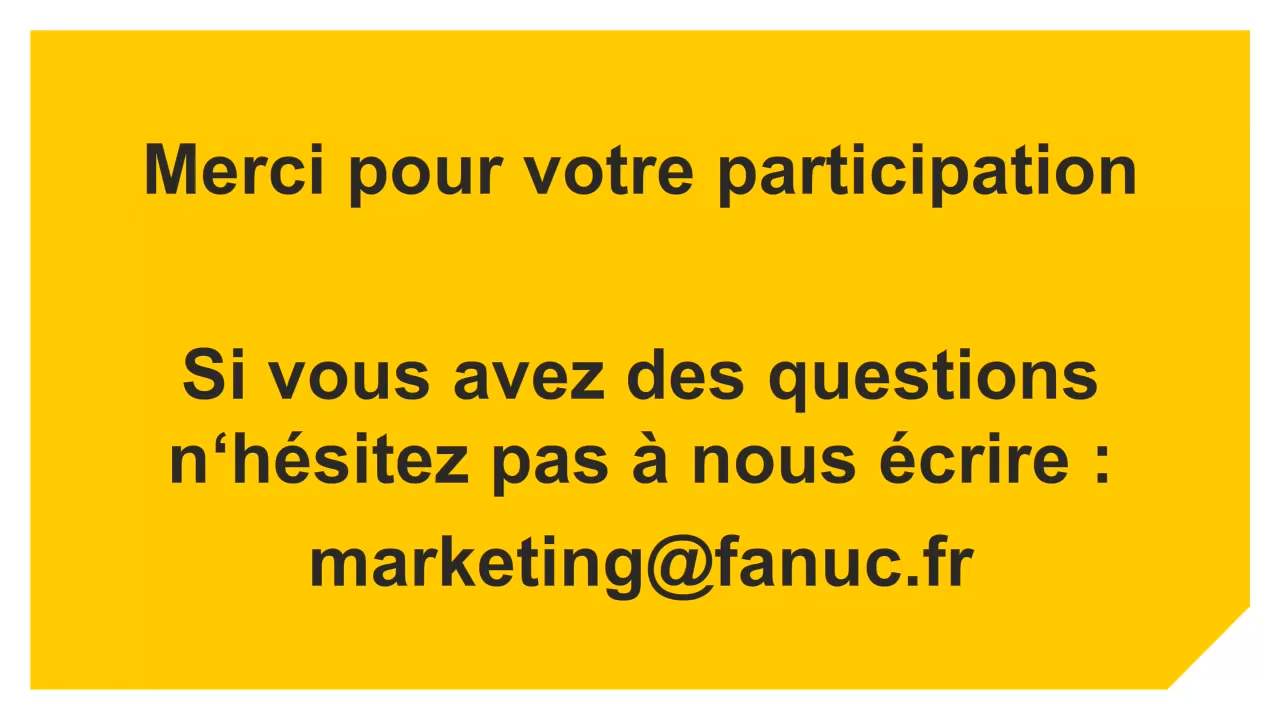 Merci pour votre participation
Si vous avez des questions
n‘hésitez pas à nous écrire :
marketing@fanuc.fr